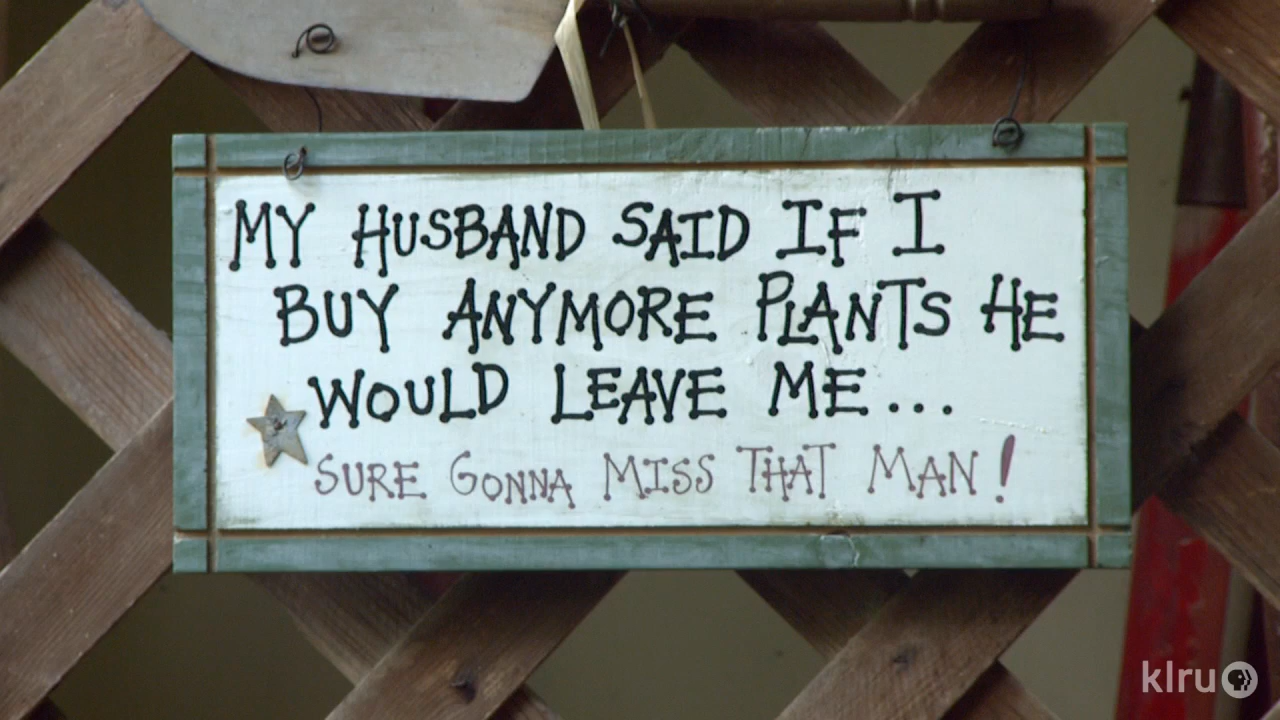 MY HUSBAND SAID IF I
BUY ANYMORE PLANTS HE
WOULD LEAVE ME...
SURE GONNA MISS THAT MAN!
klru